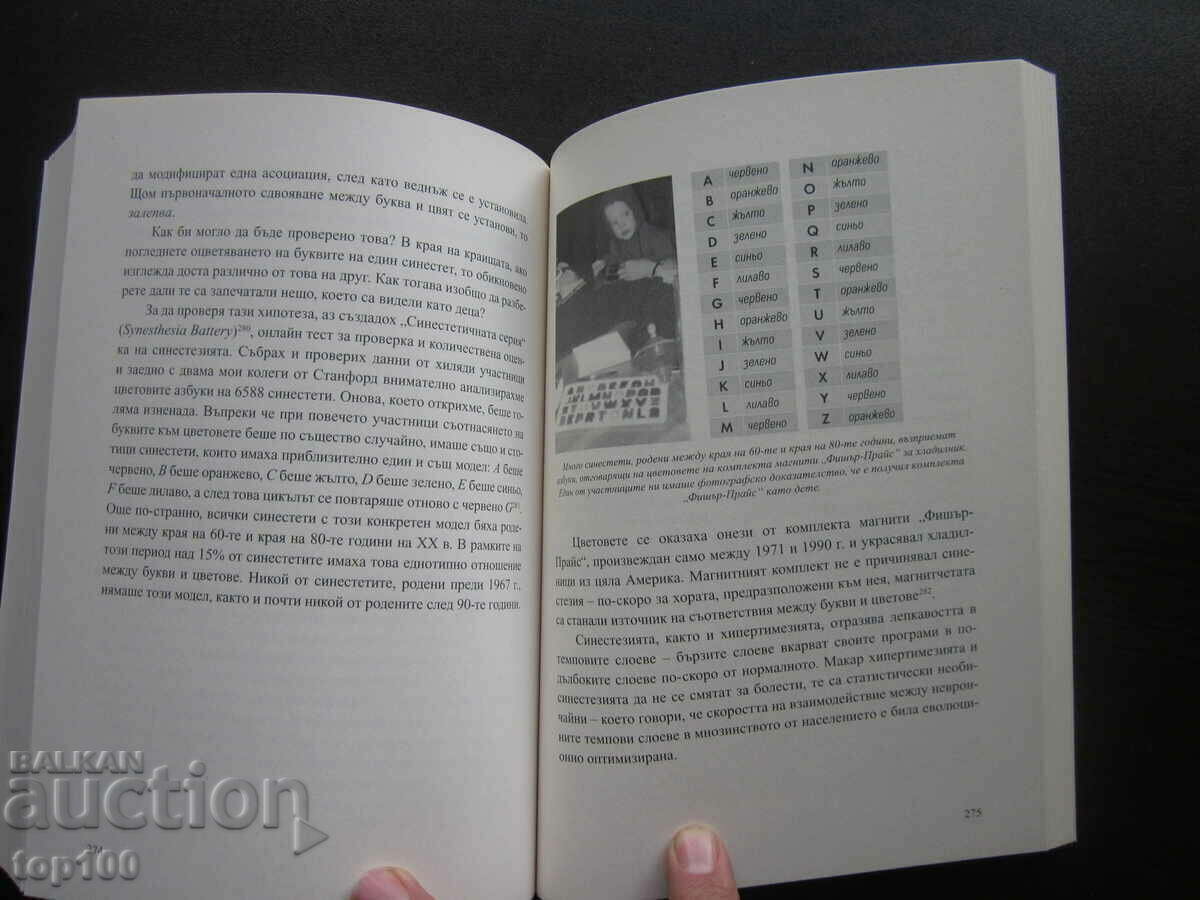 да модифицират една асоциация, след като веднъж се е установила.
Щом първоначалното сдвояване между буква и цвят се установи, то
залепва.
Как би могло да бъде проверено това? В края на краищата, ако
погледнете оцветяването на буквите на един синестет, то обикновено
изглежда доста различно от това на друг. Как тогава изобщо да разбе-
рете дали те са запечатали нещо, което са видели като деца?
За да проверя тази хипотеза, аз създадох „Синестетичната серия“
(Synesthesia Battery)280, онлайн тест за проверка и количествена оцен-
ка на синестезията. Събрах и проверих данни от хиляди участници
и заедно с двама мои колеги от Станфорд внимателно анализирахме
цветовите азбуки на 6588 синестети. Онова, което открихме, беше го-
ляма изненада. Въпреки че при повечето участници съотнасянето на
буквите към цветовете беше по същество случайно, имаше също и сто-
тици синестети, които имаха приблизително един и същ модел: A беше
червено, B беше оранжево, C беше жълто, D беше зелено, E беше синьо,
F беше лилаво, а след това цикълът се повтаряше отново с червено G281.
Още по-странно, всички синестети с този конкретен модел бяха роде-
ни между края на 60-те и края на 80-те години на XX в. В рамките на
този период над 15% от синестетите имаха това еднотипно отношение
между букви и цветове. Никой от синестетите, родени преди 1967 г.,
нямаше този модел, както и почти никой от родените след 90-те години.
274
A червено
B оранжево
C жълто
D зелено
E синьо
F лилаво
G червено
H оранжево
I жълто
J зелено
K синьо
L лилаво
M червено
N оранжево
O жълто
P зелено
Q синьо
R лилаво
S червено
T оранжево
U жълто
V зелено
W синьо
X лилаво
Y червено
Z оранжево
Много синестети, родени между края на 60-те и края на 80-те години, възприемат
азбуки, отговарящи на цветовете на комплекта магнити „Фишър-Прайс“ за хладилник.
Един от участниците ни имаше фотографско доказателство, че е получил комплекта
„Фишър-Прайс“ като дете.
Цветовете се оказаха онези от комплекта магнити „Фишър-
Прайс“, произвеждан само между 1971 и 1990 г. и украсявал хладил-
ници из цяла Америка. Магнитният комплект не е причинявал сине-
стезия – по-скоро за хората, предразположени към нея, магнитчетата
са станали източник на съответствия между букви и цветове282.
Синестезията, както и хипертимезията, отразява лепкавостта в
темповите слоеве – бързите слоеве вкарват своите програми в по-
дълбоките слоеве по-скоро от нормалното. Макар хипертимезията и
синестезията да не се смятат за болести, те са статистически необи-
чайни – което говори, че скоростта на взаимодействие между неврон-
ните темпови слоеве в мнозинството от населението е била еволюци-
онно оптимизирана.
275
BALKAN
auction
top100